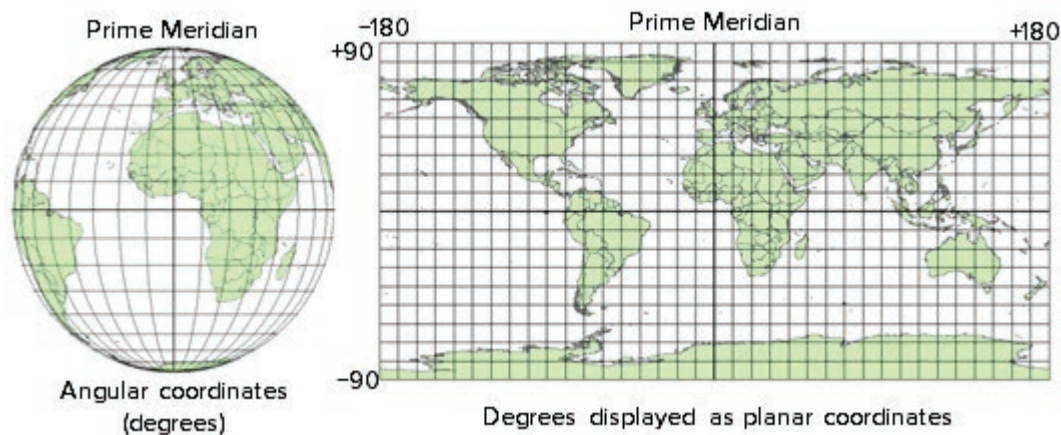 Prime Meridian
Angular coordinates
(degrees)
Prime Meridian
−180
+180
+90
−90
Degrees displayed as planar coordinates